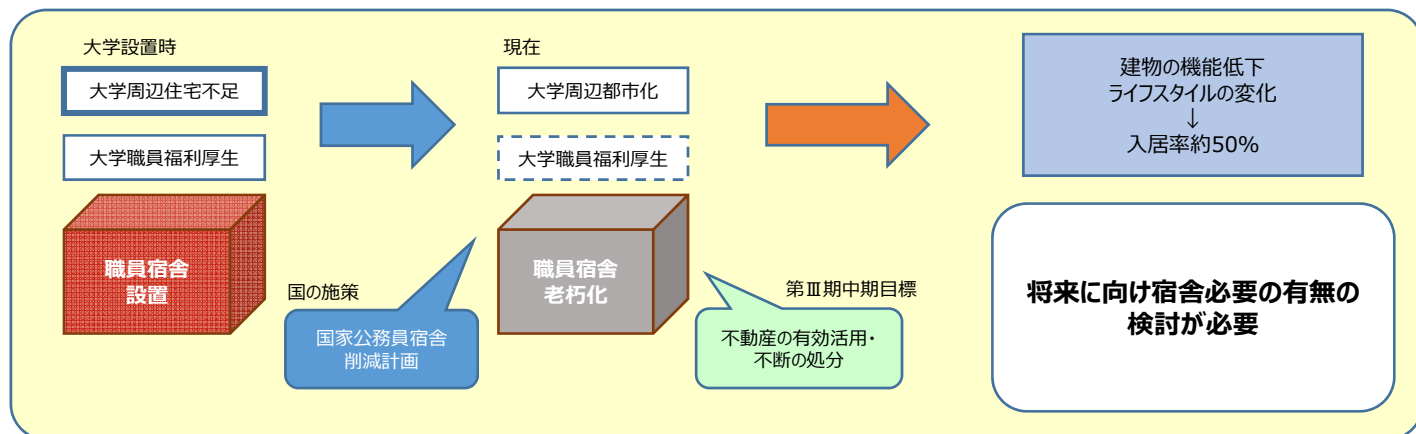 大学設置時
大学周辺住宅不足
大学職員福利厚生
職員宿舎
設置
国の施策
国家公務員宿舎
削減計画
現在
大学周辺都市化
大学職員福利厚生
職員宿舎
老朽化
第Ⅲ期中期目標
不動産の有効活用・
不断の処分
建物の機能低下
ライフスタイルの変化
↓
入居率約50%
将来に向け宿舎必要の有無の
検討が必要